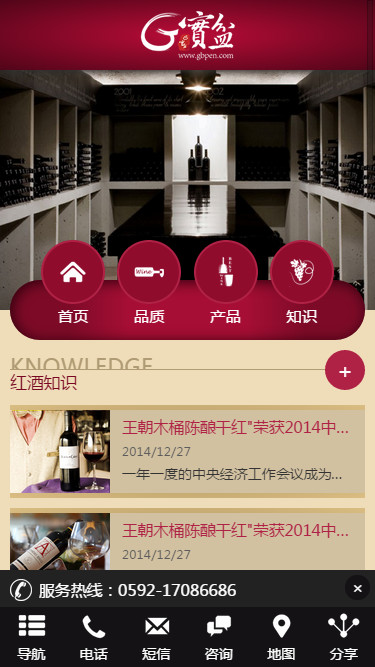 G寳盆
www.gbpen.com
2001
Wine
首页
品质
产品
知识
KNOWLEDGE
+
红酒知识
王朝木桶陈酿干红"荣获2014中...
2014/12/27
一年一度的中央经济工作会议成为...
王朝木桶陈酿干红"荣获2014中...
2014/12/27
服务热线：0592-17086686
导航
电话
短信
咨询
地图
分享